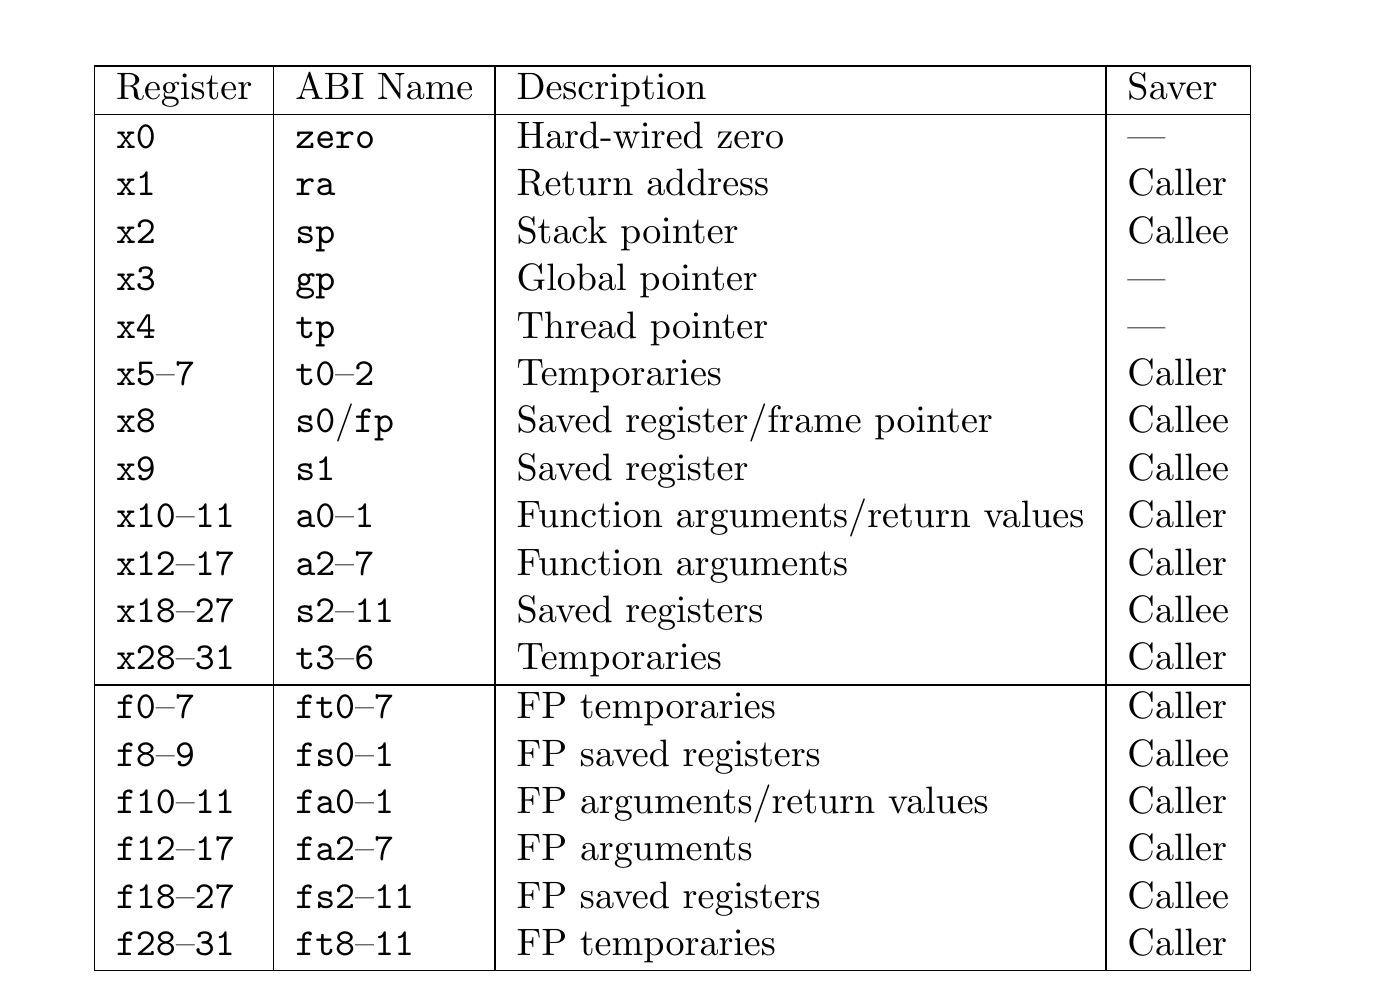 Register ABI Name Description Saver
x0 zero Hard-wired zero —
x1 ra Return address Caller
x2 sp Stack pointer Callee
x3 gp Global pointer —
x4 tp Thread pointer —
x5–7 t0–2 Temporaries Caller
x8 s0/fp Saved register/frame pointer Callee
x9 s1 Saved register Callee
x10–11 a0–1 Function arguments/return values Caller
x12–17 a2–7 Function arguments Caller
x18–27 s2–11 Saved registers Callee
x28–31 t3–6 Temporaries Caller
f0–7 ft0–7 FP temporaries Caller
f8–9 fs0–1 FP saved registers Callee
f10–11 fa0–1 FP arguments/return values Caller
f12–17 fa2–7 FP arguments Caller
f18–27 fs2–11 FP saved registers Callee
f28–31 ft8–11 FP temporaries Caller